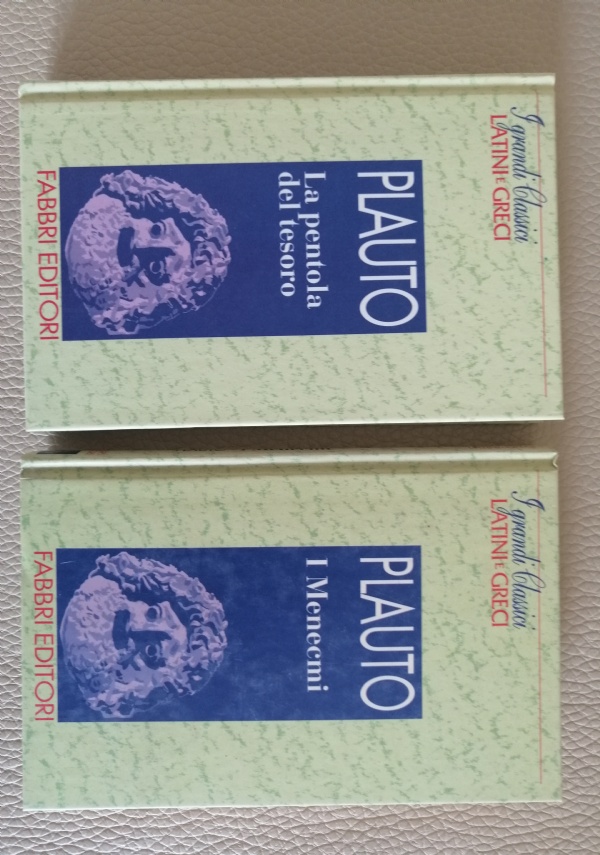 I grandi Classici
LATINI E GRECI
PLAUTO
La pentola
del tesoro
FABBRI EDITORI
I grandi Classici
LATINI E GRECI
PLAUTO
I Menecmi
FABBRI EDITORI